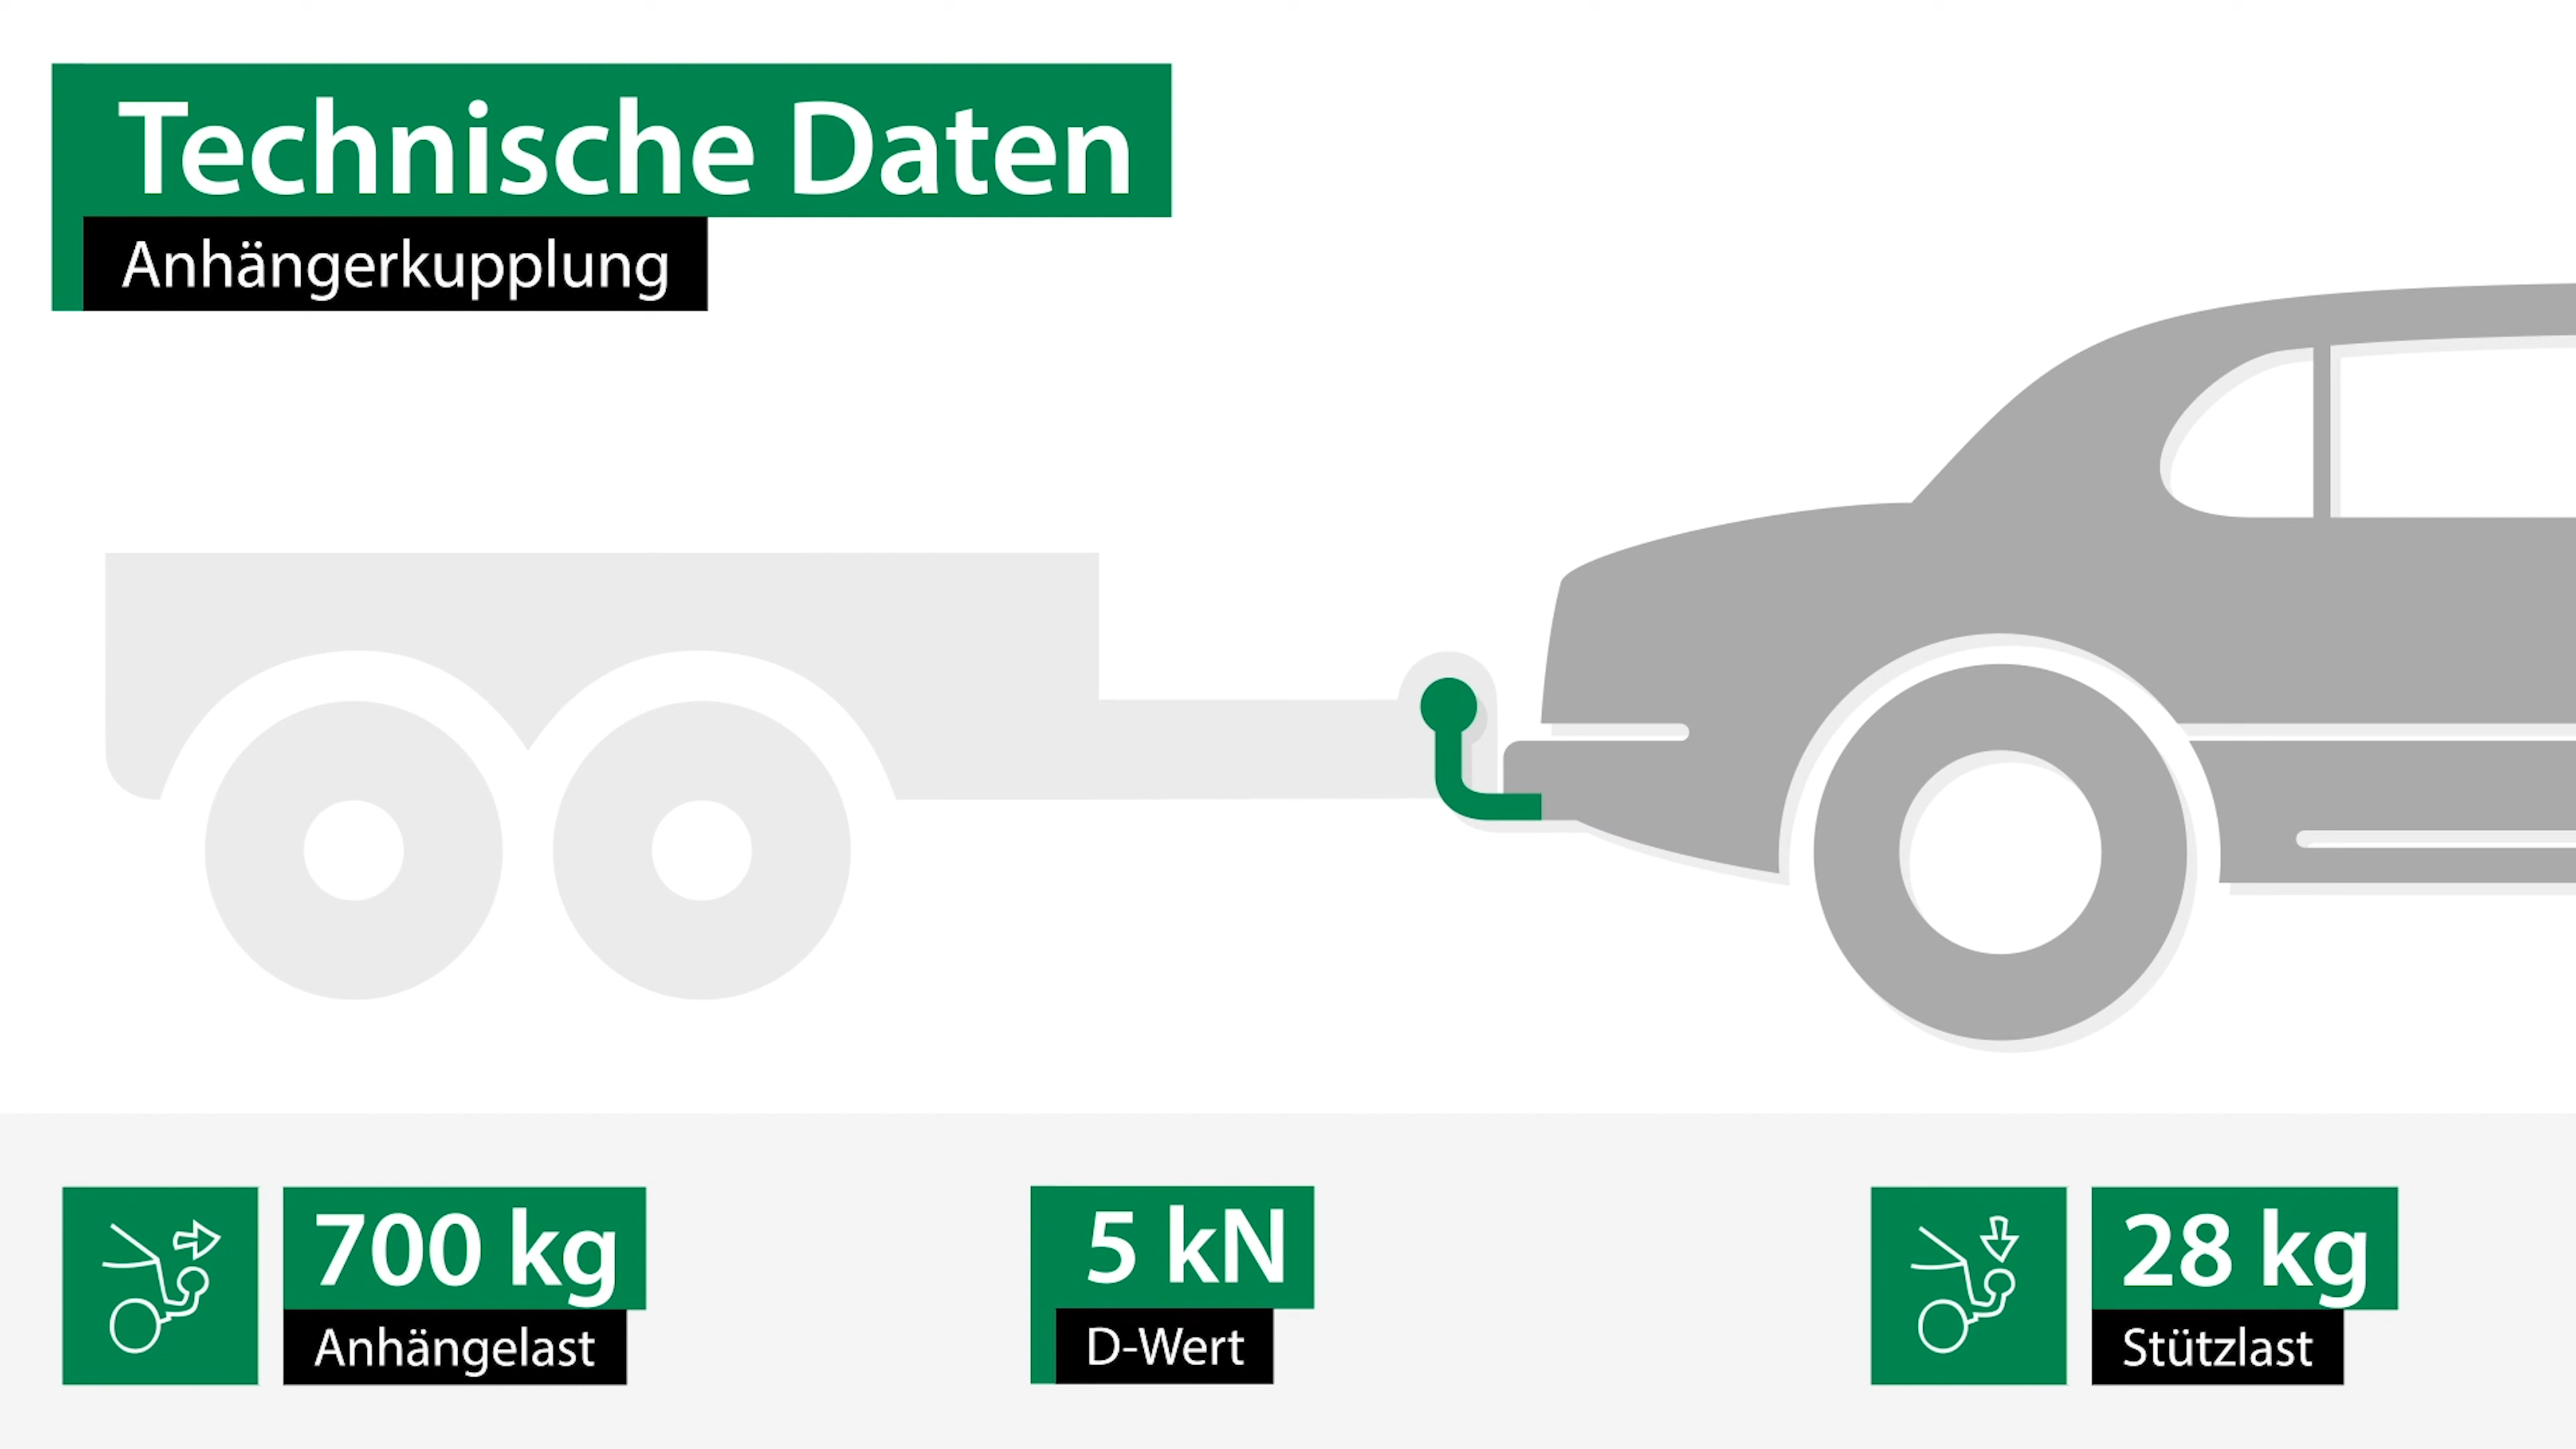 Technische Daten
Anhängerkupplung
700 kg
Anhängelast
5 kN
D-Wert
28 kg
Stützlast